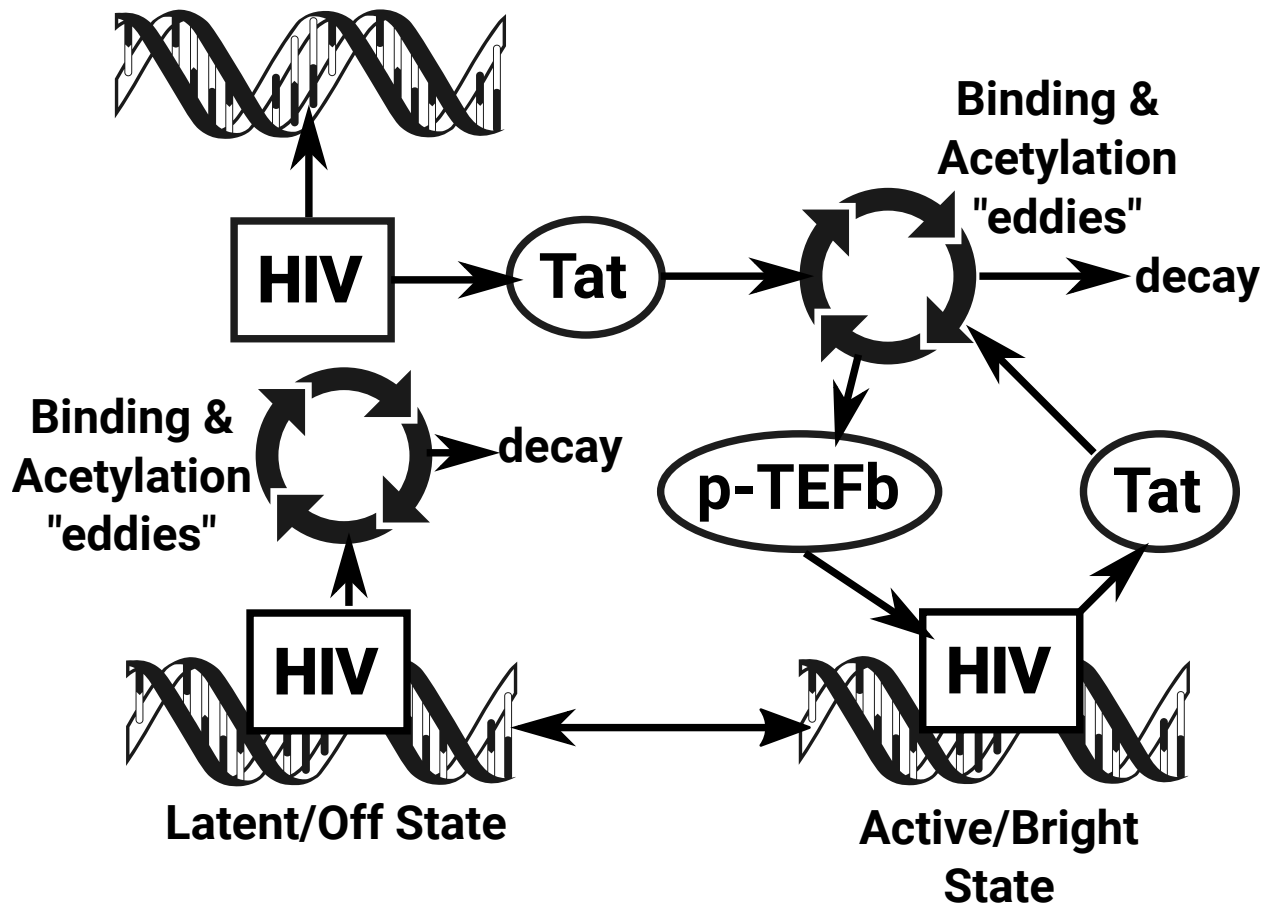 Binding &
Acetylation
"eddies"
HIV
Tat
decay
Binding &
Acetylation
"eddies"
decay
p-TEFb
Tat
HIV
HIV
Latent/Off State
Active/Bright
State